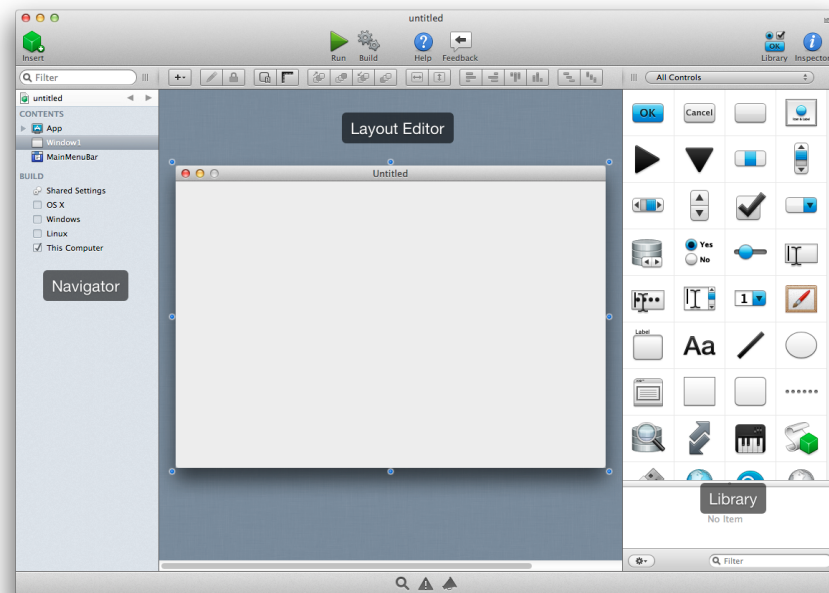 untitled
Insert
Run
Build
Help
Feedback
Library
Inspector
Filter
All Controls
untitled
CONTENTS
App
Window1
MainMenuBar
BUILD
Shared Settings
OS X
Windows
Linux
This Computer
Navigator
Layout Editor
Untitled
OK
Cancel
Yes
No
1
Label
Aa
Library
No Item
Filter